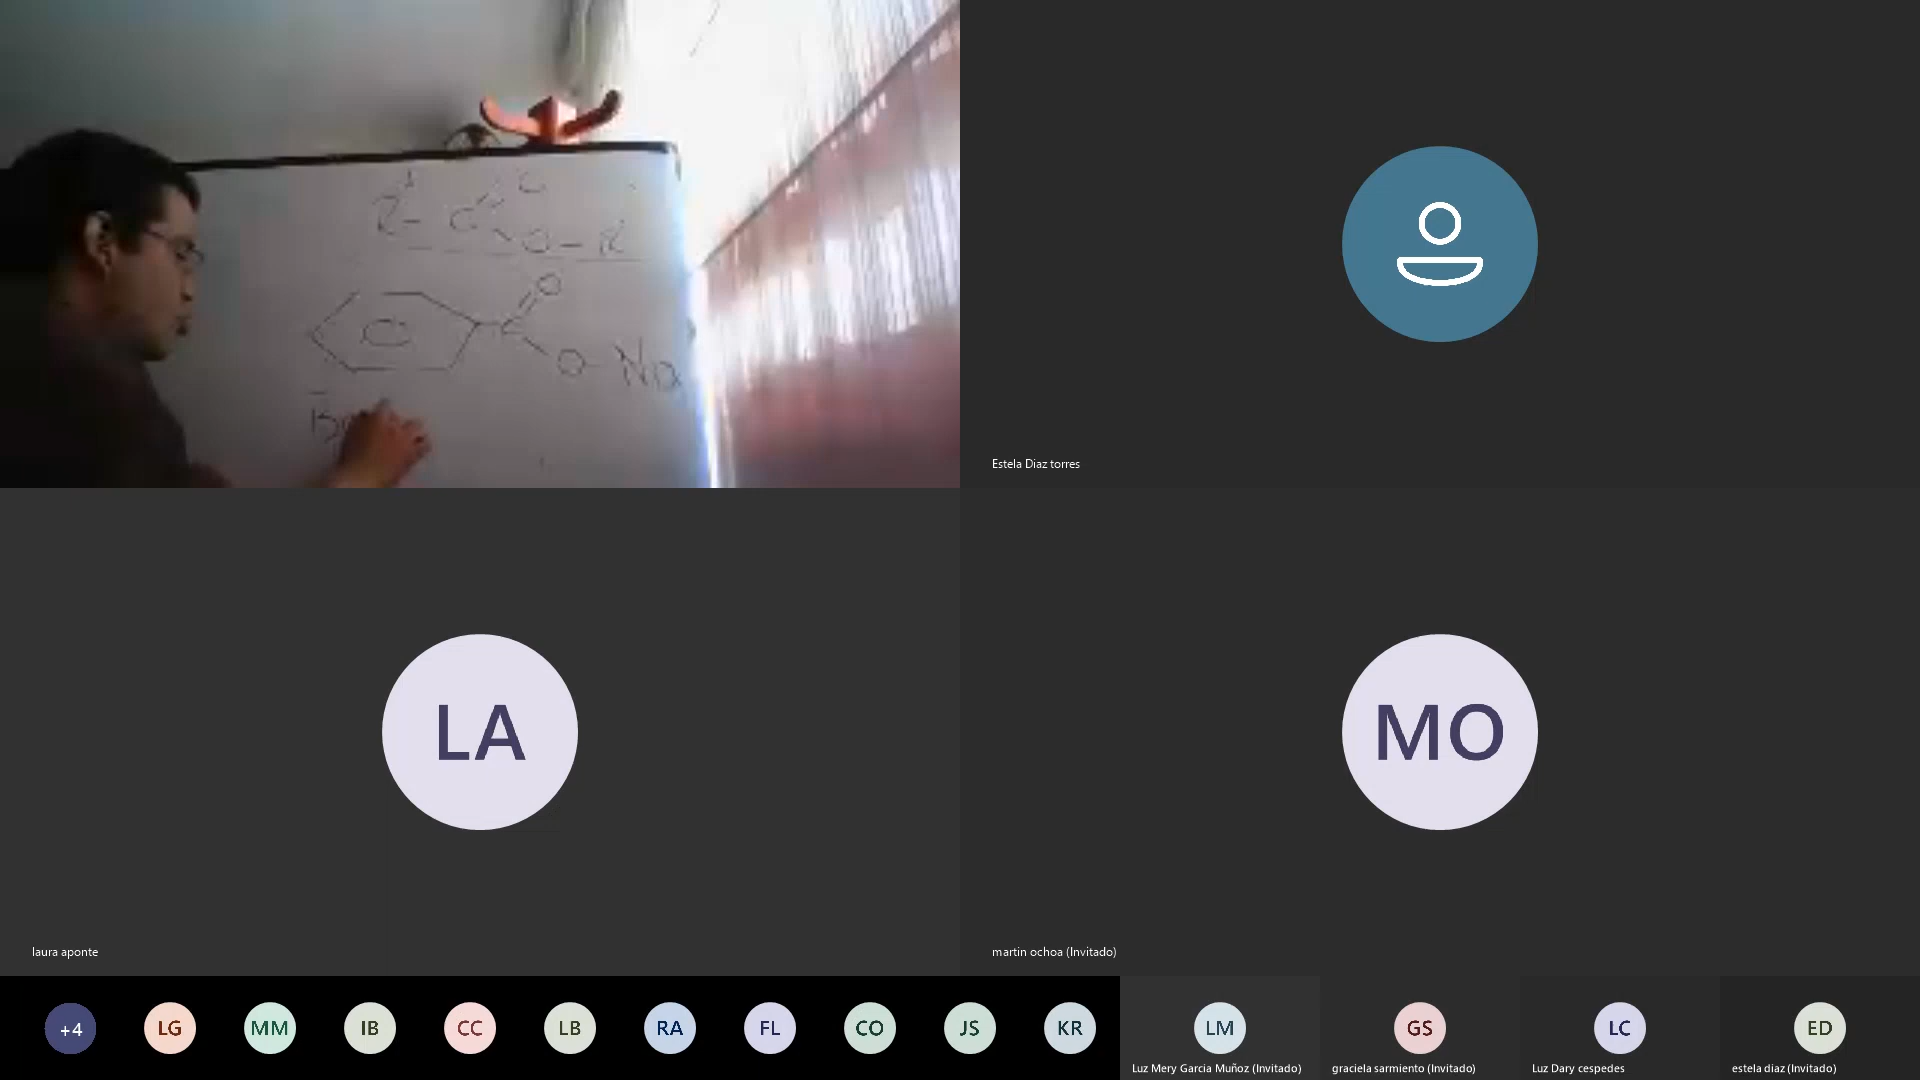 R - C O
O - R
C O
O - Na
Estela Diaz torres
LA
MO
laura aponte
martin ochoa (Invitado)
+4 LG MM IB CC LB RA FL CO JS KR LM GS LC ED
Luz Mery Garcia Muñoz (Invitado) graciela sarmiento (Invitado) Luz Dary cespedes estela diaz (Invitado)